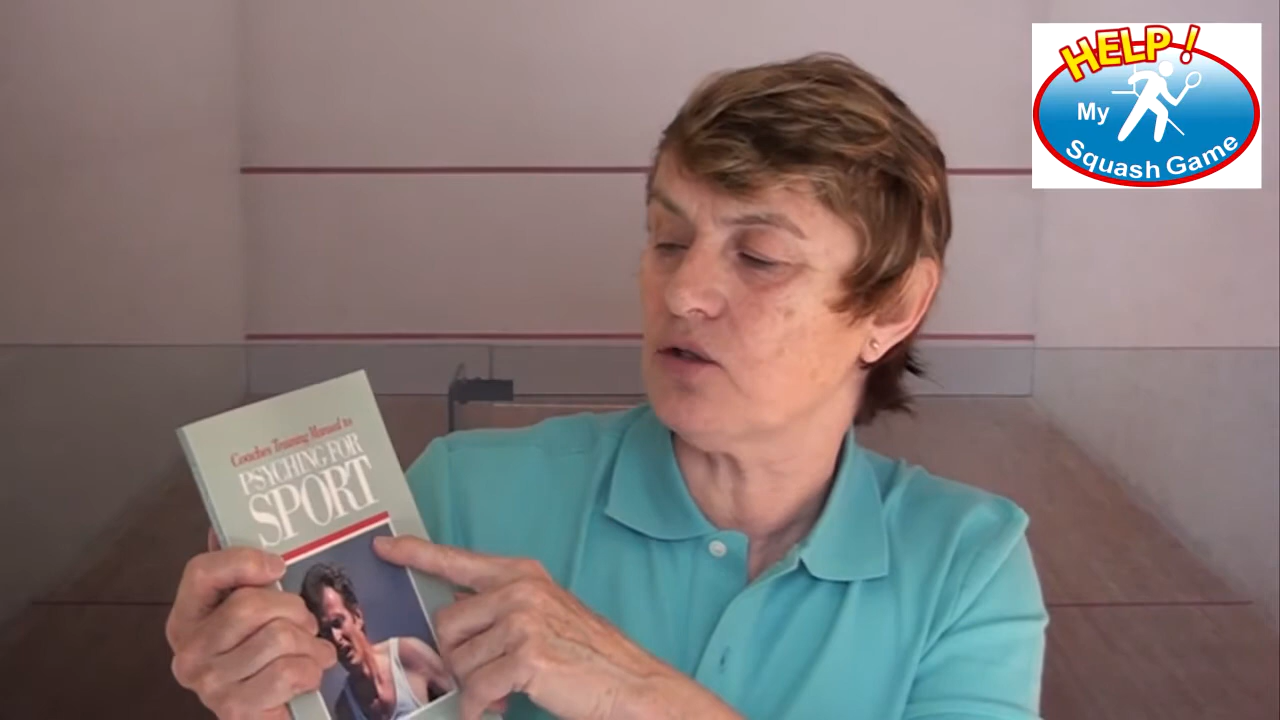 HELP!
My
Squash Game
Coaches Training Manual to
PSYCHING FOR
SPORT